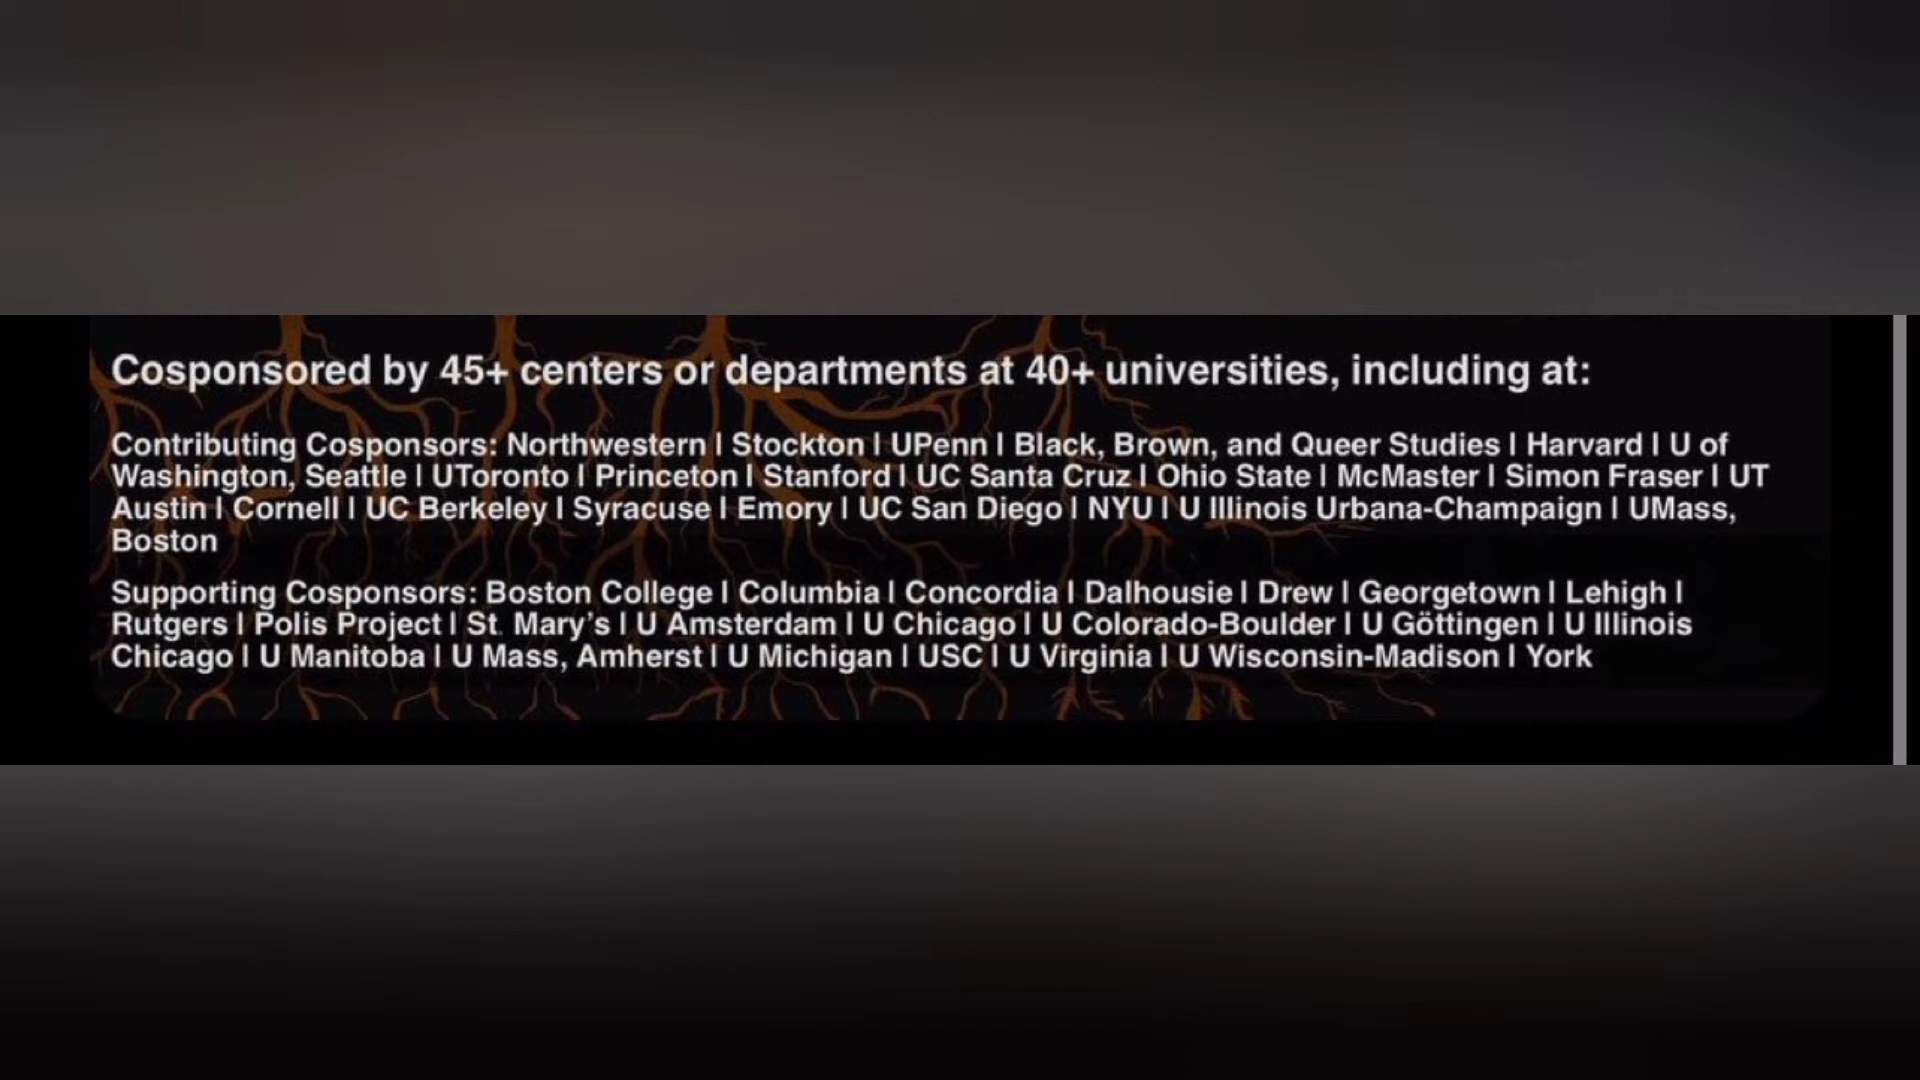 Cosponsored by 45+ centers or departments at 40+ universities, including at:
Contributing Cosponsors: Northwestern | Stockton | UPenn | Black, Brown, and Queer Studies | Harvard | U of
Washington, Seattle | UToronto | Princeton | Stanford | UC Santa Cruz | Ohio State | McMaster | Simon Fraser | UT
Austin | Cornell | UC Berkeley | Syracuse | Emory | UC San Diego | NYU | U Illinois Urbana-Champaign | UMass,
Boston
Supporting Cosponsors: Boston College | Columbia | Concordia | Dalhousie | Drew | Georgetown | Lehigh |
Rutgers | Polis Project | St. Mary's | U Amsterdam | U Chicago | U Colorado-Boulder | U Göttingen | U Illinois
Chicago | U Manitoba | U Mass, Amherst | U Michigan | USC | U Virginia | U Wisconsin-Madison | York